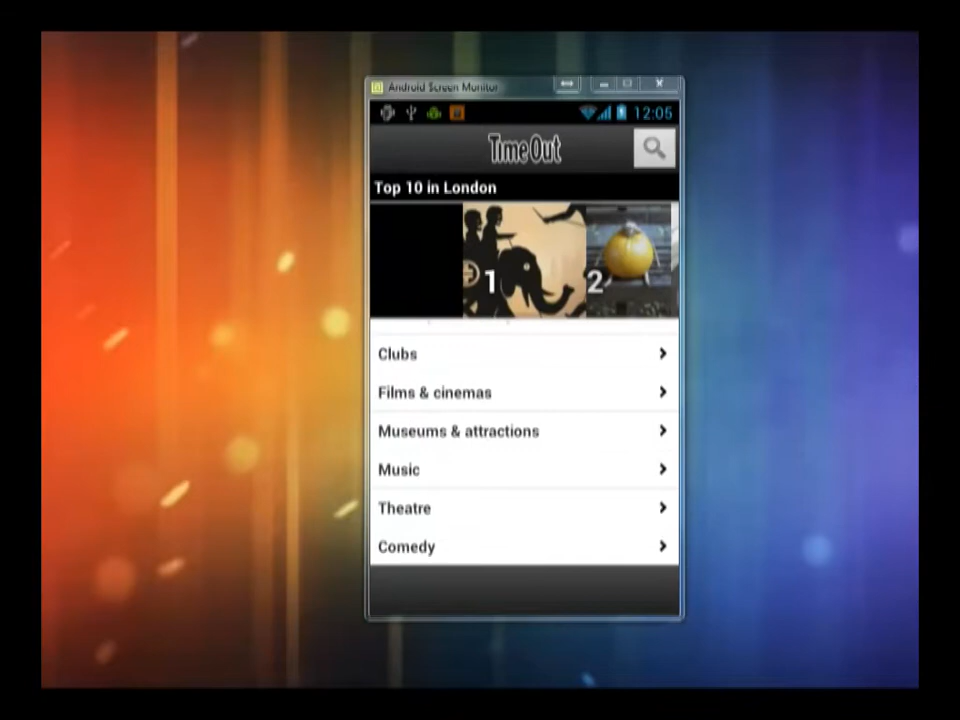 Android Screen Monitor
12:05
Time Out
Top 10 in London
1
2
Clubs
Films & cinemas
Museums & attractions
Music
Theatre
Comedy